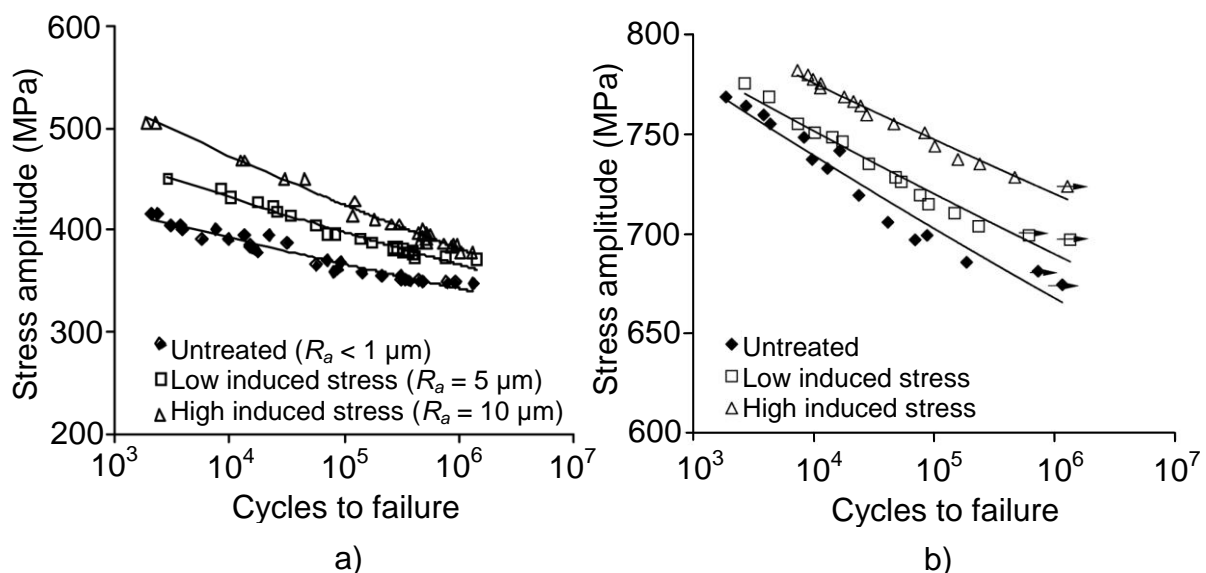 600
500
400
300
200
Stress amplitude (MPa)
Untreated (Ra < 1 µm)
Low induced stress (Ra = 5 µm)
High induced stress (Ra = 10 µm)
10³ 10⁴ 10⁵ 10⁶ 10⁷
Cycles to failure
a)
800
750
700
650
600
Stress amplitude (MPa)
Untreated
Low induced stress
High induced stress
10³ 10⁴ 10⁵ 10⁶ 10⁷
Cycles to failure
b)